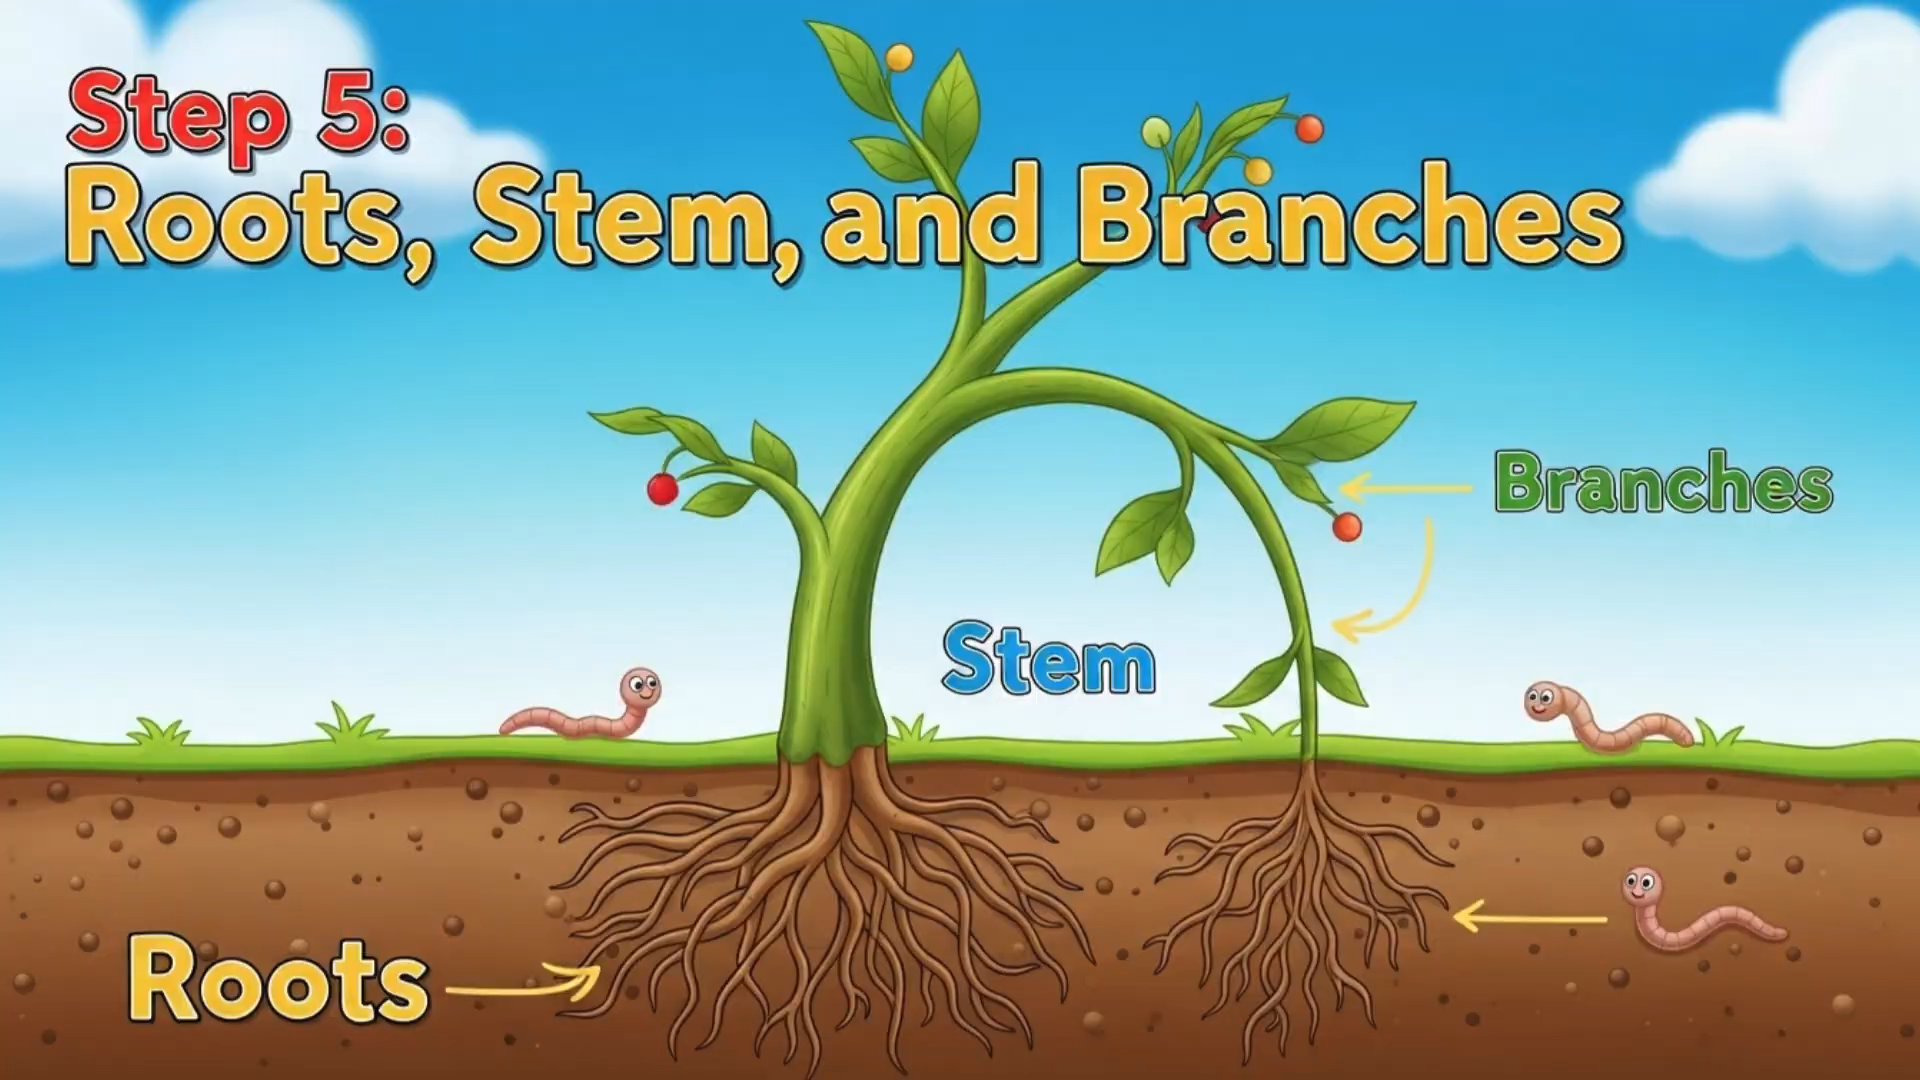 Step 5:
Roots, Stem, and Branches
Branches
Stem
Roots